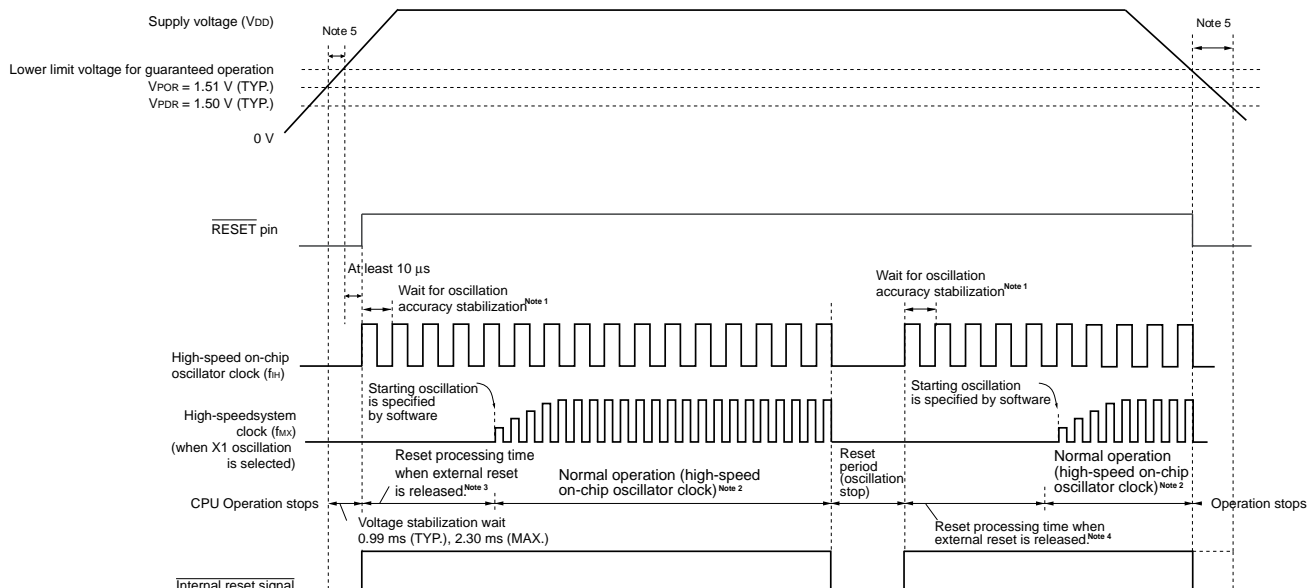 Supply voltage (VDD)
Note 5
Note 5
Lower limit voltage for guaranteed operation
VPOR = 1.51 V (TYP.)
VPDR = 1.50 V (TYP.)
0 V
RESET pin
At least 10 μs
Wait for oscillation
accuracy stabilization Note 1
Wait for oscillation
accuracy stabilization Note 1
High-speed on-chip
oscillator clock (fIH)
Starting oscillation
is specified
by software
Starting oscillation
is specified by software
High-speedsystem
clock (fMX)
(when X1 oscillation
is selected)
Reset processing time
when external reset
is released. Note 3
Normal operation (high-speed
on-chip oscillator clock) Note 2
Reset
period
(oscillation
stop)
Normal operation
(high-speed on-chip
oscillator clock) Note 2
CPU Operation stops
Operation stops
Voltage stabilization wait
0.99 ms (TYP.), 2.30 ms (MAX.)
Reset processing time when
external reset is released. Note 4
Internal reset signal